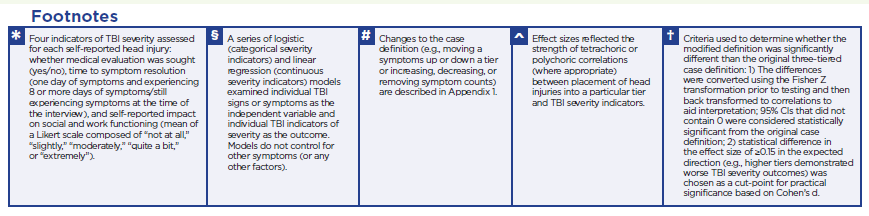 Footnotes
*
Four indicators of TBI severity assessed
for each self-reported head injury:
whether medical evaluation was sought
(yes/no), time to symptom resolution
(one day of symptoms and experiencing
8 or more days of symptoms/still
experiencing symptoms at the time of
the interview), and self-reported impact
on social and work functioning (mean of
a Likert scale composed of “not at all,”
“slightly,” “moderately,” “quite a bit,”
or “extremely”).
§
A series of logistic
(categorical severity
indicators) and linear
regression (continuous
severity indicators) models
examined individual TBI
signs or symptoms as the
independent variable and
individual TBI indicators of
severity as the outcome.
Models do not control for
other symptoms (or any
other factors).
#
Changes to the case
definition (e.g., moving a
symptoms up or down a tier
or increasing, decreasing, or
removing symptom counts)
are described in Appendix 1.
^
Effect sizes reflected the
strength of tetrachoric or
polychoric correlations
(where appropriate)
between placement of head
injuries into a particular tier
and TBI severity indicators.
†
Criteria used to determine whether the
modified definition was significantly
different than the original three-tiered
case definition: 1) The differences
were converted using the Fisher Z
transformation prior to testing and then
back transformed to correlations to
aid interpretation; 95% CIs that did not
contain 0 were considered statistically
significant from the original case
definition; 2) statistical difference in
the effect size of ≥0.15 in the expected
direction (e.g., higher tiers demonstrated
worse TBI severity outcomes) was
chosen as a cut-point for practical
significance based on Cohen’s d.